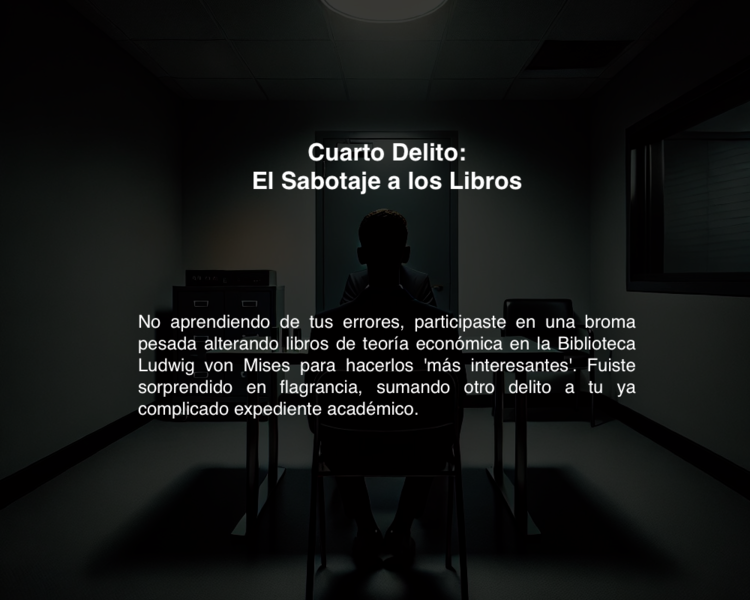 Cuarto Delito:
El Sabotaje a los Libros
No aprendiendo de tus errores, participaste en una broma
pesada alterando libros de teoría económica en la Biblioteca
Ludwig von Mises para hacerlos 'más interesantes'. Fuiste
sorprendido en flagrancia, sumando otro delito a tu ya
complicado expediente académico.